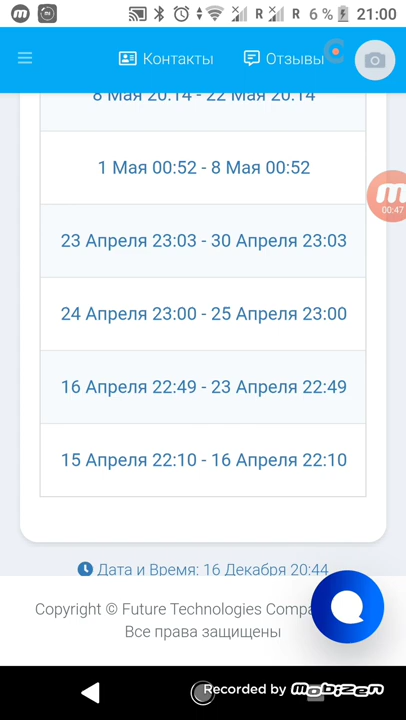 R R 6 % 21:00
Контакты Отзывы
8 Мая 20:14 - 22 Мая 20:14
1 Мая 00:52 - 8 Мая 00:52
00:47
23 Апреля 23:03 - 30 Апреля 23:03
24 Апреля 23:00 - 25 Апреля 23:00
16 Апреля 22:49 - 23 Апреля 22:49
15 Апреля 22:10 - 16 Апреля 22:10
Дата и Время: 16 Декабря 20:44
Copyright © Future Technologies
Все права защищены
Recorded by Mobizen